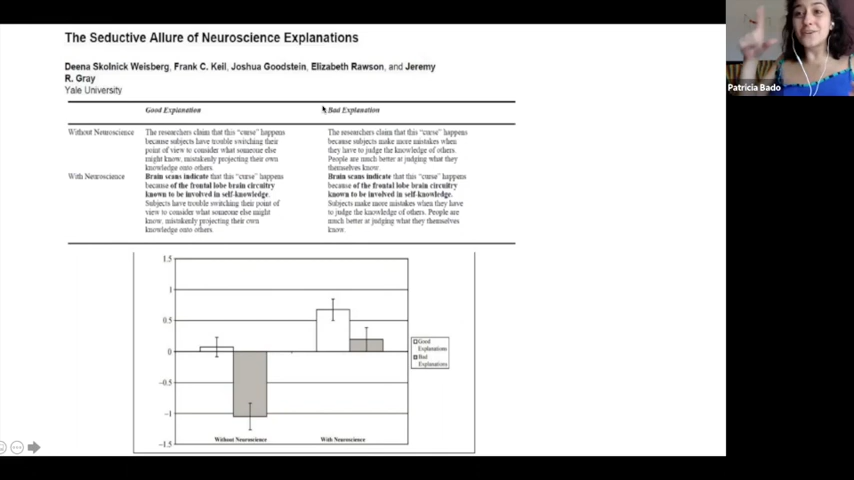 The Seductive Allure of Neuroscience Explanations
Deena Skolnick Weisberg, Frank C. Keil, Joshua Goodstein, Elizabeth Rawson, and Jeremy
R. Gray
Yale University
Patricia Bado
Good Explanation
Bad Explanation
Without Neuroscience
The researchers claim that this "curse" happens
because subjects have trouble switching their
point of view to consider what someone else
might know, mistakenly projecting their own
knowledge onto others.
The researchers claim that this "curse" happens
because subjects make more mistakes when
they have to judge the knowledge of others.
People are much better at judging what they
themselves know.
With Neuroscience
Brain scans indicate that this "curse" happens
because of the frontal lobe brain circuitry
known to be involved in self-knowledge.
Subjects have trouble switching their point of
view to consider what someone else might
know, mistakenly projecting their own
knowledge onto others.
Brain scans indicate that this "curse" happens
because of the frontal lobe brain circuitry
known to be involved in self-knowledge.
Subjects make more mistakes when they have
to judge the knowledge of others. People are
much better at judging what they themselves
know.
1.5
1
0.5
0
-0.5
-1
-1.5
Without Neuroscience
With Neuroscience
Good
Explanations
Bad
Explanations